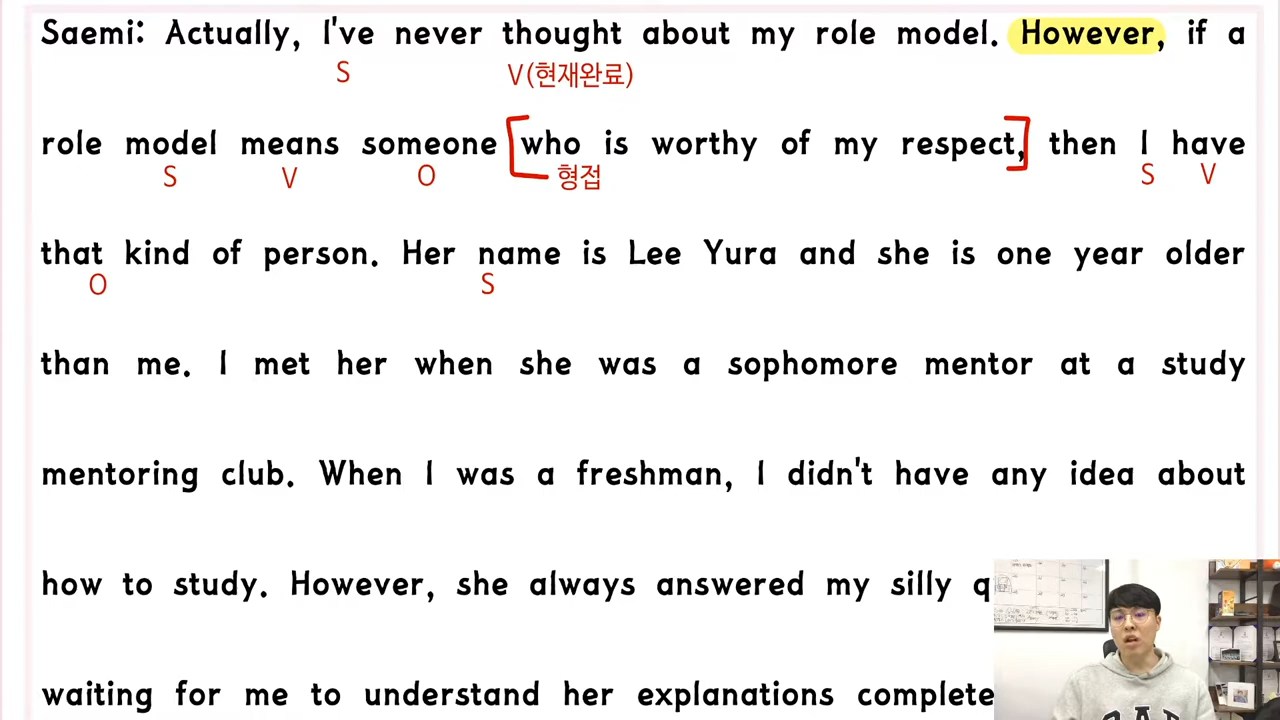 Saemi: Actually, I've never thought about my role model. However, if a
S V(현재완료)
role model means someone [who is worthy of my respect,] then I have
S V O 형접 S V
that kind of person. Her name is Lee Yura and she is one year older
O S
than me. I met her when she was a sophomore mentor at a study
mentoring club. When I was a freshman, I didn't have any idea about
how to study. However, she always answered my silly
waiting for me to understand her explanations